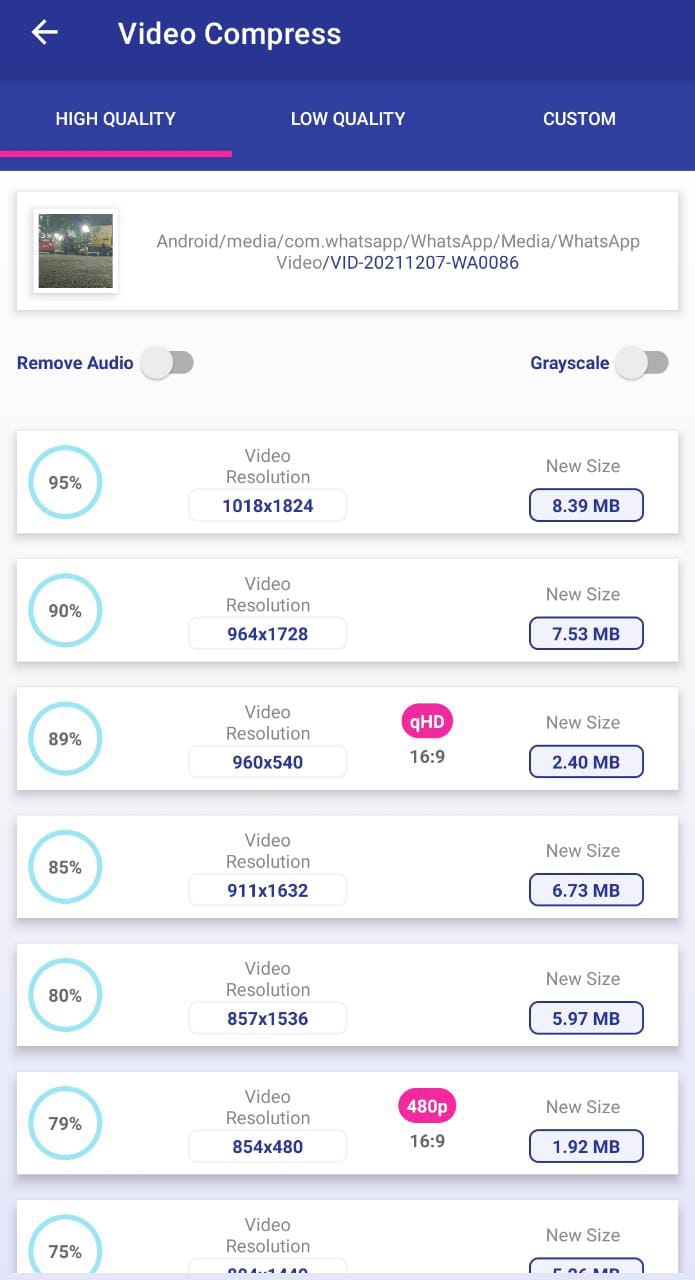 Video Compress
HIGH QUALITY
LOW QUALITY
CUSTOM
Android/media/com.whatsapp/WhatsApp/Media/WhatsApp
Video/VID-20211207-WA0086
Remove Audio
Grayscale
95%
Video
Resolution
1018x1824
New Size
8.39 MB
90%
Video
Resolution
964x1728
New Size
7.53 MB
89%
Video
Resolution
960x540
qHD
16:9
New Size
2.40 MB
85%
Video
Resolution
911x1632
New Size
6.73 MB
80%
Video
Resolution
857x1536
New Size
5.97 MB
79%
Video
Resolution
854x480
480p
16:9
New Size
1.92 MB
75%
Video
Resolution
New Size